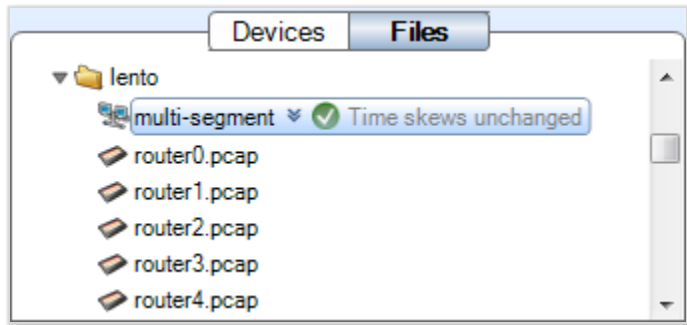 Devices Files
lento
multi-segment Time skews unchanged
router0.pcap
router1.pcap
router2.pcap
router3.pcap
router4.pcap